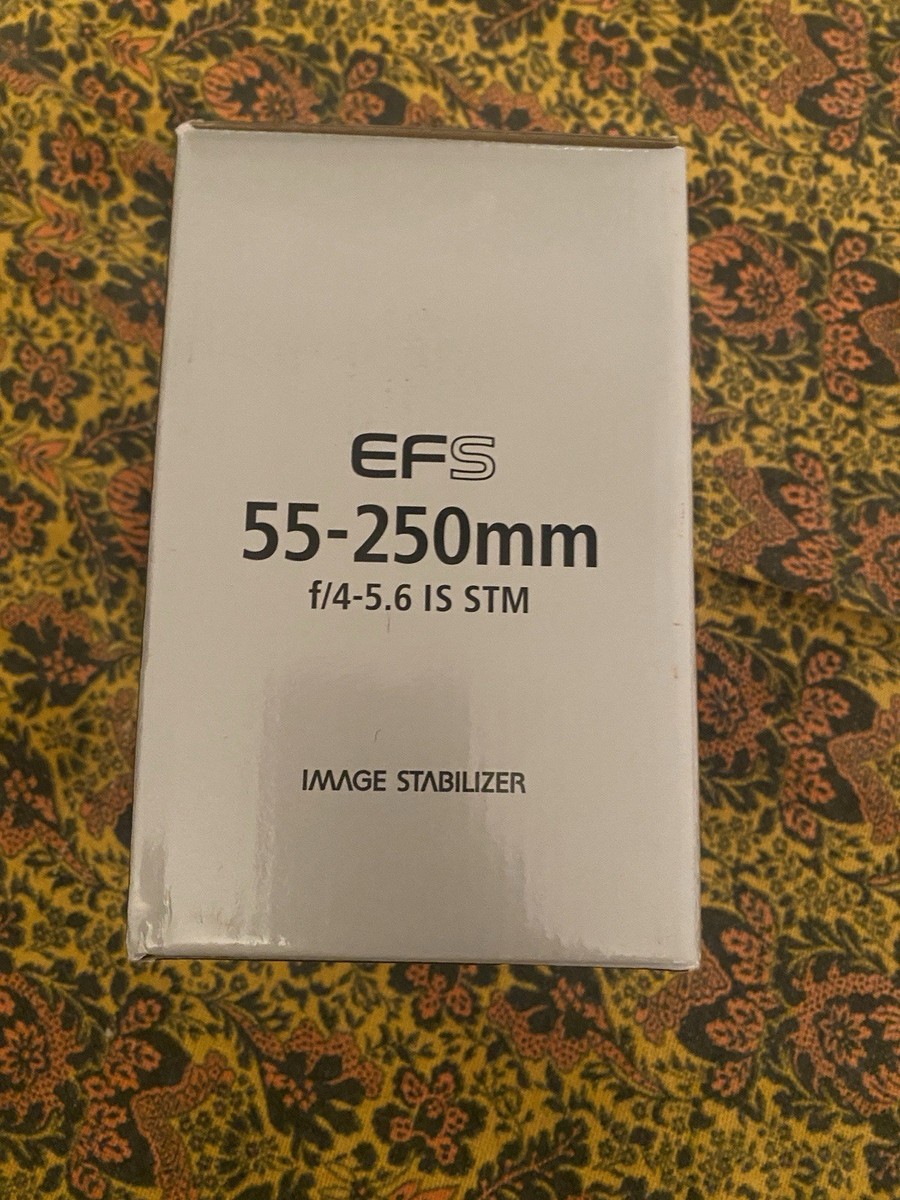 EFS
55-250mm
f/4-5.6 IS STM
IMAGE STABILIZER